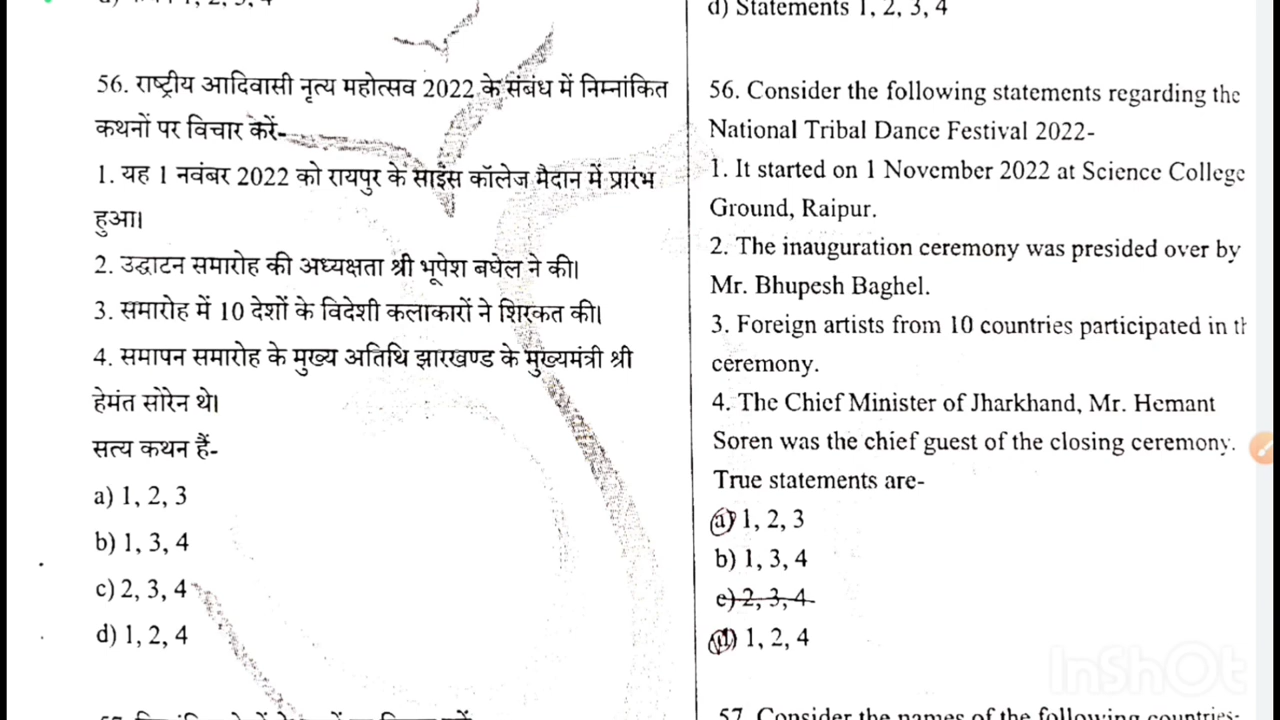 d) Statements 1, 2, 3, 4
56. राष्ट्रीय आदिवासी नृत्य महोत्सव 2022 के संबंध में निम्नांकित
कथनों पर विचार करें-
1. यह 1 नवंबर 2022 को रायपुर के साइंस कॉलेज मैदान में प्रारंभ
हुआ।
2. उद्घाटन समारोह की अध्यक्षता श्री भूपेश बघेल ने की।
3. समारोह में 10 देशों के विदेशी कलाकारों ने शिरकत की।
4. समापन समारोह के मुख्य अतिथि झारखण्ड के मुख्यमंत्री श्री
हेमंत सोरेन थे।
सत्य कथन हैं-
a) 1, 2, 3
b) 1, 3, 4
c) 2, 3, 4
d) 1, 2, 4
56. Consider the following statements regarding the
National Tribal Dance Festival 2022-
1. It started on 1 November 2022 at Science College
Ground, Raipur.
2. The inauguration ceremony was presided over by
Mr. Bhupesh Baghel.
3. Foreign artists from 10 countries participated in th
ceremony.
4. The Chief Minister of Jharkhand, Mr. Hemant
Soren was the chief guest of the closing ceremony.
True statements are-
a) 1, 2, 3
b) 1, 3, 4
c) 2, 3, 4
d) 1, 2, 4
57. Consider the names of the following countries-
InShOt